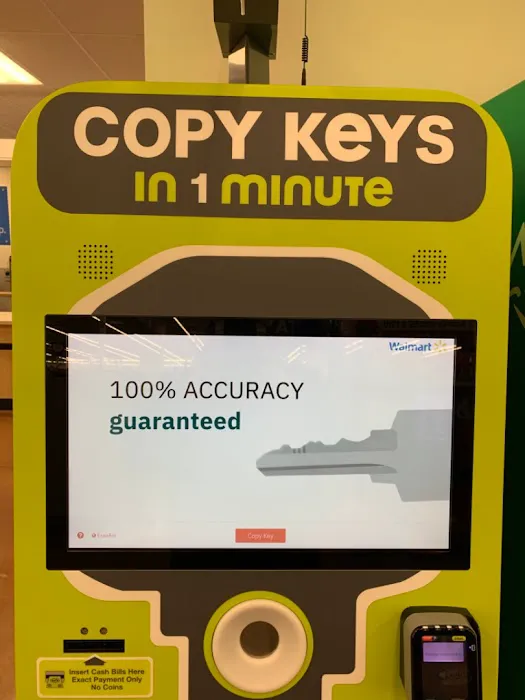 COPY KEYS
IN 1 MINUTE
Walmart
100% ACCURACY
guaranteed
Copy Key
Insert Cash Bills Here
Exact Payment Only
No Coins